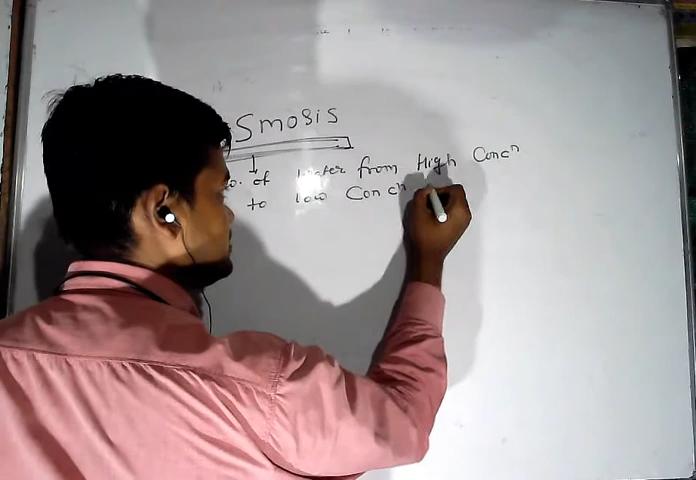 Smosis
o. of Water from High Concⁿ
to low Concⁿ